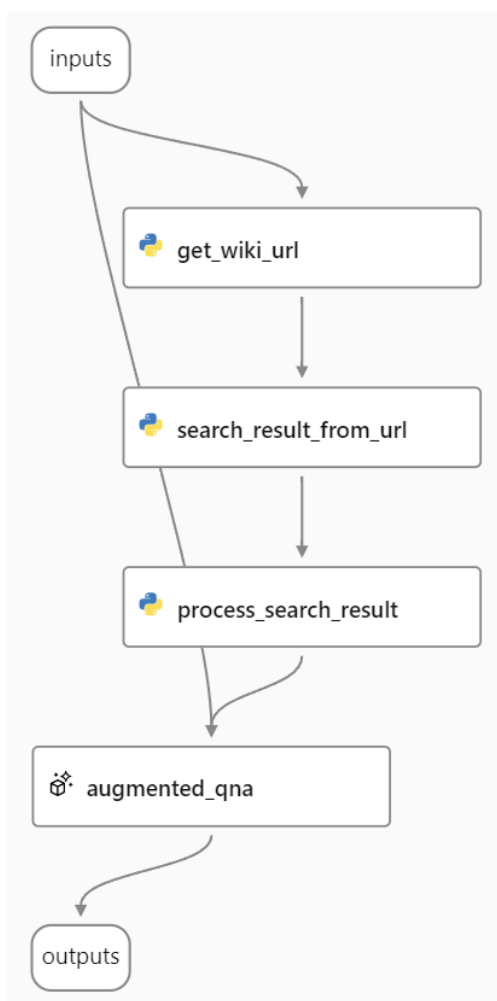 inputs
get_wiki_url
search_result_from_url
process_search_result
augmented_qna
outputs